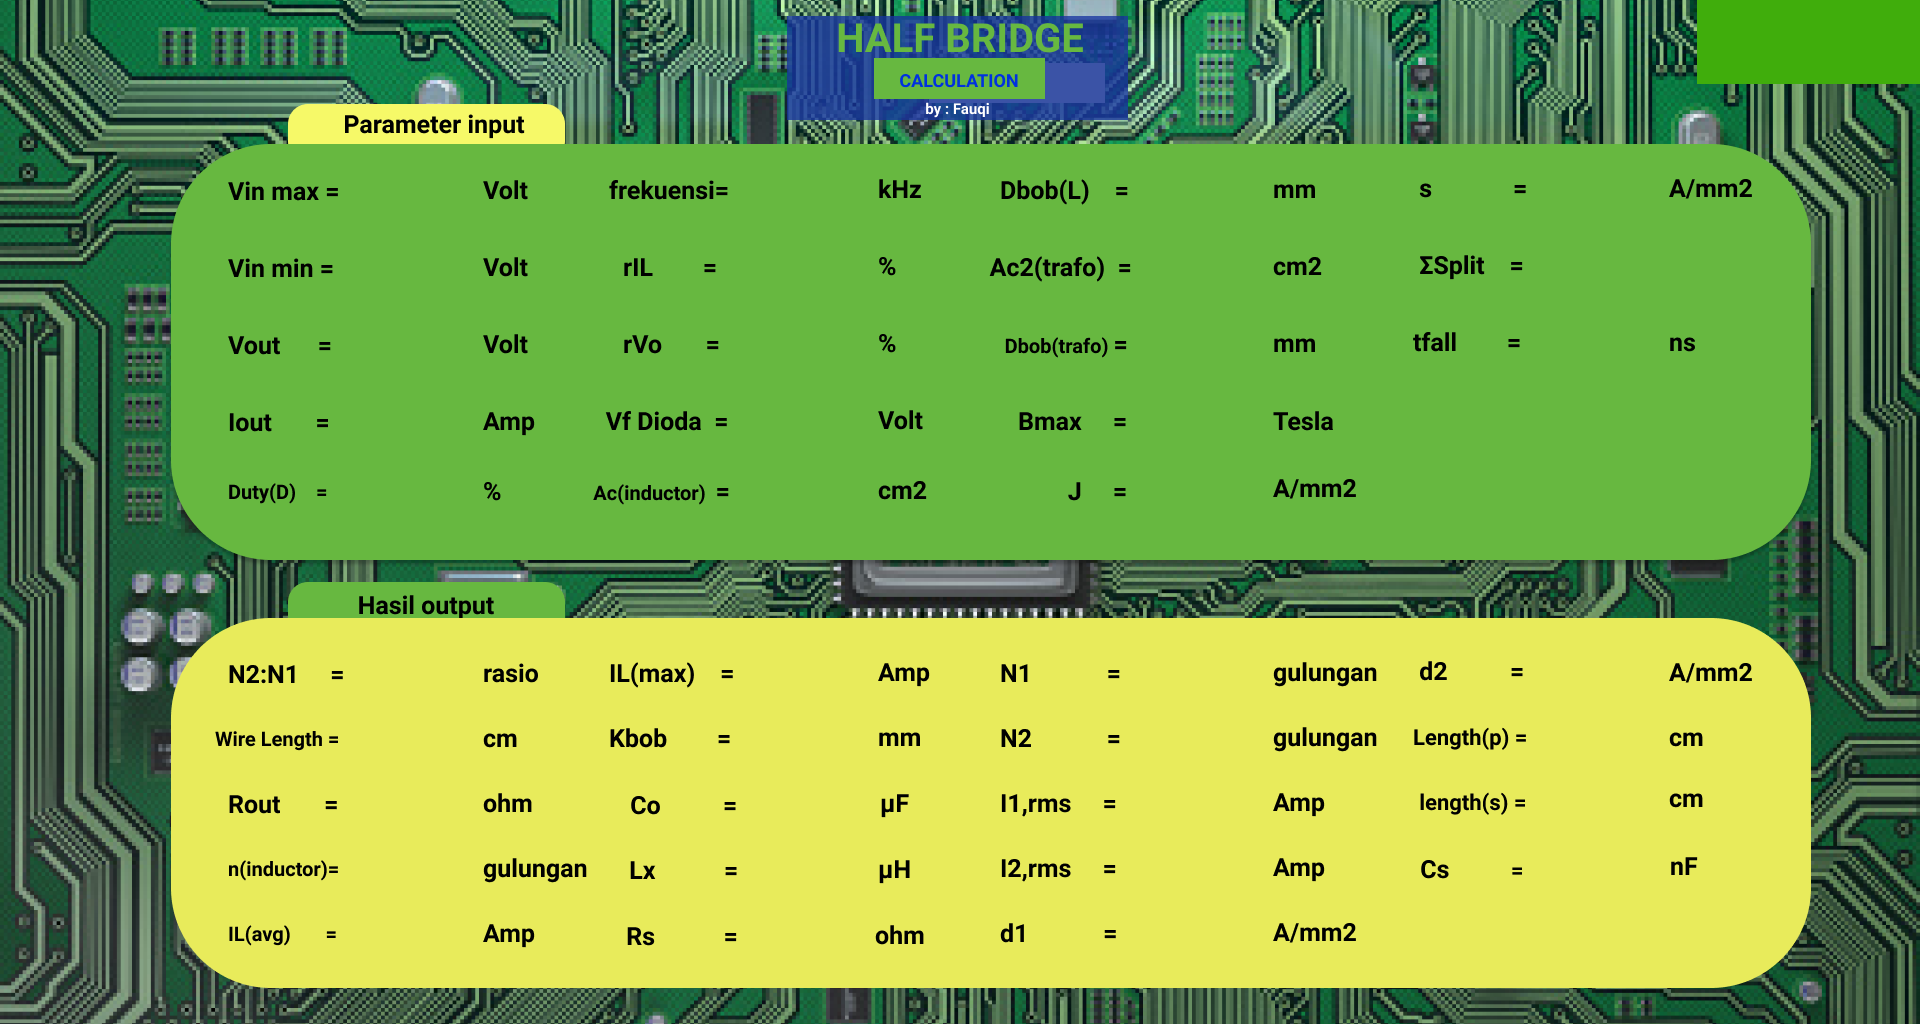 HALF BRIDGE
CALCULATION
by : Fauqi
Parameter input
Vin max = Volt frekuensi= kHz Dbob(L) = mm s = A/mm2
Vin min = Volt rIL = % Ac2(trafo) = cm2 ΣSplit =
Vout = Volt rVo = % Dbob(trafo) = mm tfall = ns
Iout = Amp Vf Dioda = Volt Bmax = Tesla
Duty(D) = % Ac(inductor) = cm2 J = A/mm2
Hasil output
N2:N1 = rasio IL(max) = Amp N1 = gulungan d2 = A/mm2
Wire Length = cm Kbob = mm N2 = gulungan Length(p) = cm
Rout = ohm Co = µF I1,rms = Amp length(s) = cm
n(inductor)= gulungan Lx = µH I2,rms = Amp Cs = nF
IL(avg) = Amp Rs = ohm d1 = A/mm2